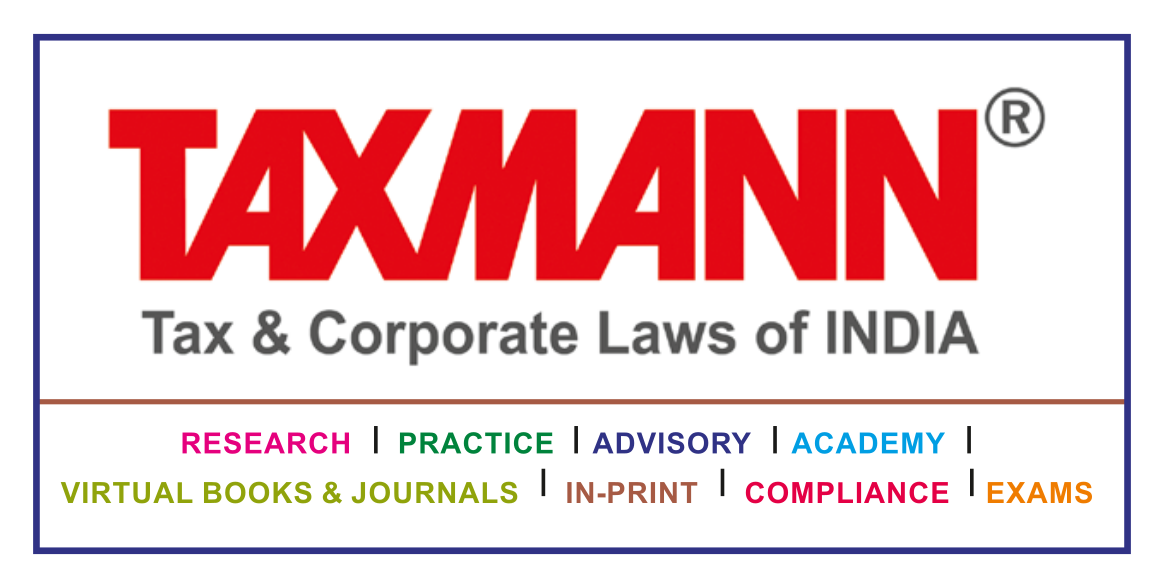 TAXMANN®
Tax & Corporate Laws of INDIA
RESEARCH | PRACTICE | ADVISORY | ACADEMY |
VIRTUAL BOOKS & JOURNALS | IN-PRINT | COMPLIANCE | EXAMS